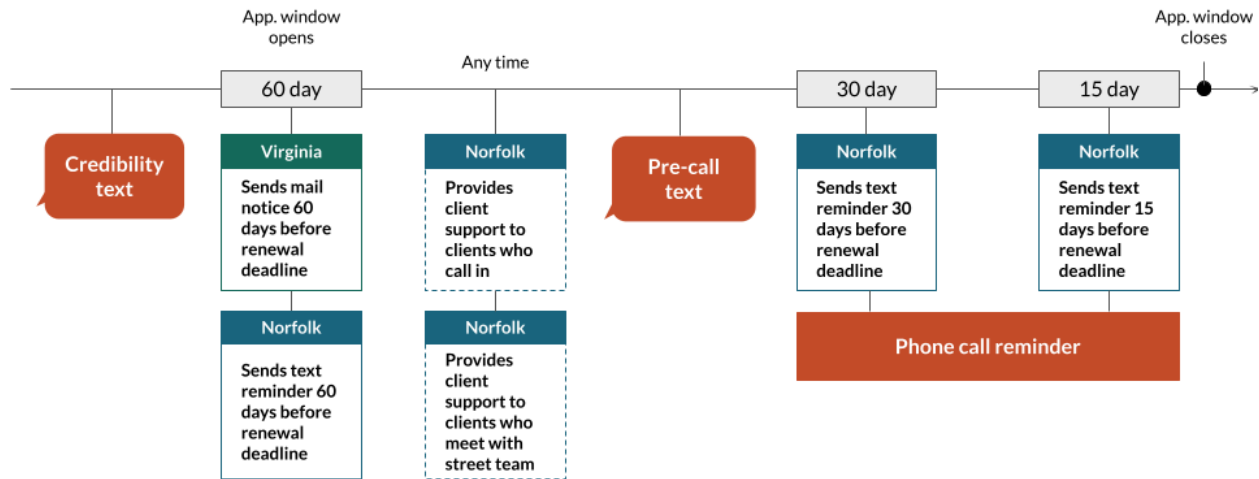 App. window
opens
App. window
closes
Any time
60 day
30 day
15 day
Credibility
text
Virginia
Sends mail
notice 60
days before
renewal
deadline
Norfolk
Sends text
reminder 60
days before
renewal
deadline
Norfolk
Provides
client
support to
clients who
call in
Norfolk
Provides
client
support to
clients who
meet with
street team
Pre-call
text
Norfolk
Sends text
reminder 30
days before
renewal
deadline
Norfolk
Sends text
reminder 15
days before
renewal
deadline
Phone call reminder